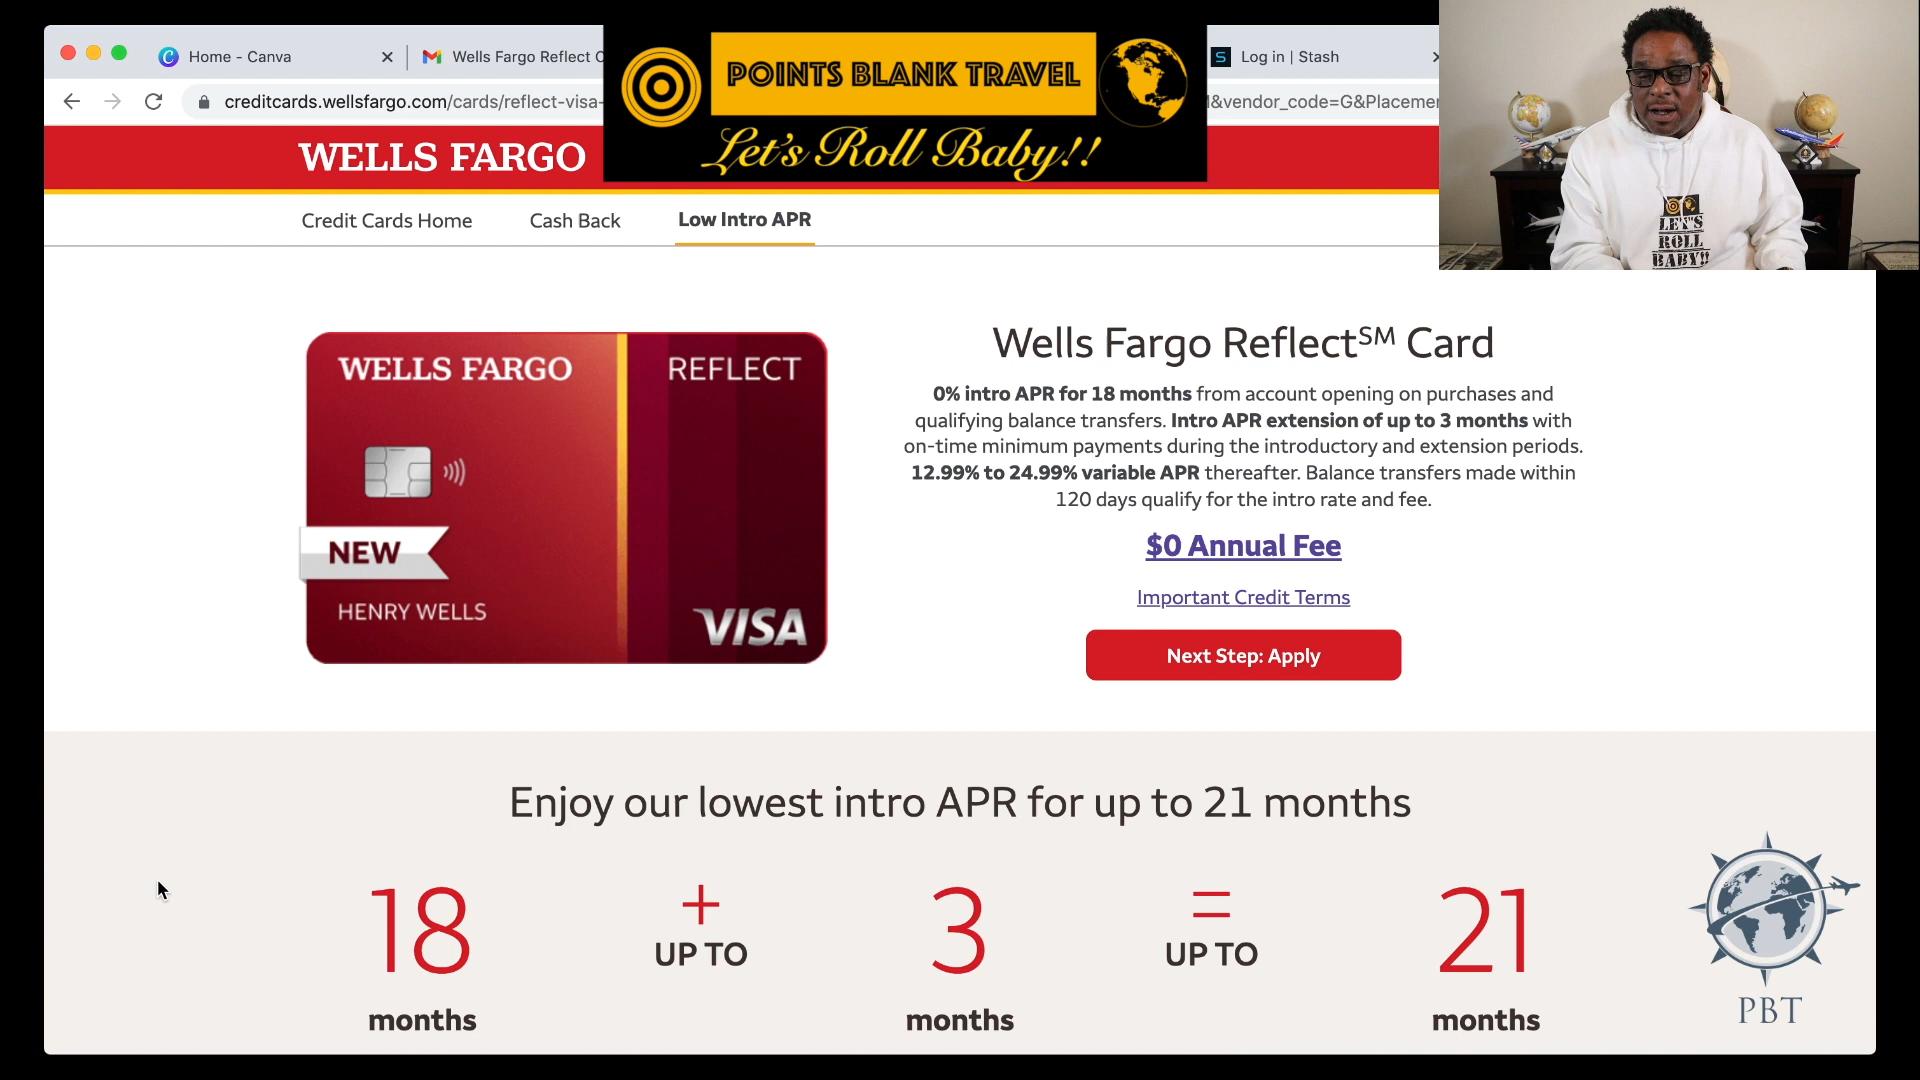 Home - Canva
Wells Fargo Reflect C
Log in | Stash
POINTS BLANK TRAVEL
Let's Roll Baby!!
creditcards.wellsfargo.com/cards/reflect-visa-
&vendor_code=G&Placemen
WELLS FARGO
Credit Cards Home
Cash Back
Low Intro APR
LET'S
ROLL
BABY!!
WELLS FARGO
REFLECT
NEW
HENRY WELLS
VISA
Wells Fargo Reflect℠ Card
0% intro APR for 18 months from account opening on purchases and
qualifying balance transfers. Intro APR extension of up to 3 months with
on-time minimum payments during the introductory and extension periods.
12.99% to 24.99% variable APR thereafter. Balance transfers made within
120 days qualify for the intro rate and fee.
$0 Annual Fee
Important Credit Terms
Next Step: Apply
Enjoy our lowest intro APR for up to 21 months
18 + 3 = 21
UP TO UP TO
months months months
PBT